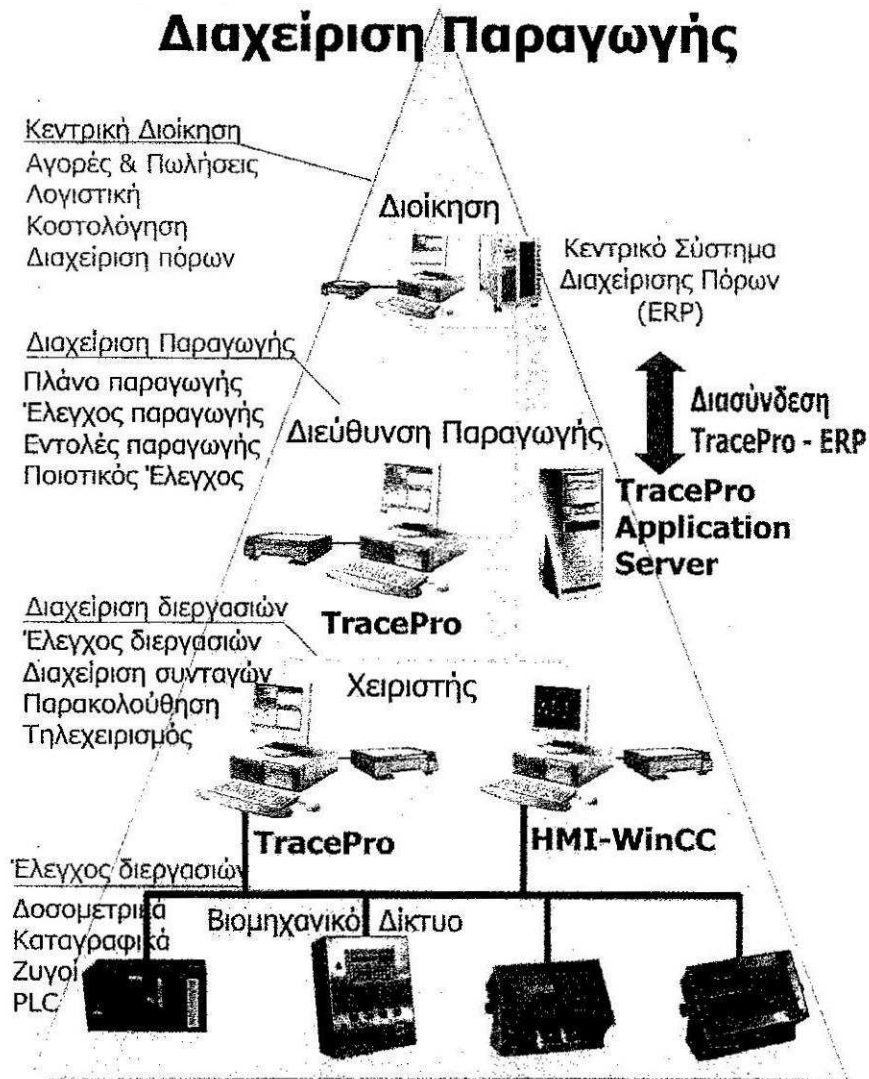 Διαχείριση Παραγωγής
Κεντρική Διοίκηση
Αγορές & Πωλήσεις
Λογιστική
Κοστολόγηση
Διαχείριση πόρων
Διοίκηση
Κεντρικό Σύστημα
Διαχείρισης Πόρων
(ERP)
Διαχείριση Παραγωγής
Πλάνο παραγωγής
Έλεγχος παραγωγής
Εντολές παραγωγής
Ποιοτικός Έλεγχος
Διεύθυνση Παραγωγής
Διασύνδεση
TracePro - ERP
TracePro
Application
Server
TracePro
Διαχείριση διεργασιών
Έλεγχος διεργασιών
Διαχείριση συνταγών
Παρακολούθηση
Τηλεχειρισμός
Χειριστής
TracePro
HMI-WinCC
Έλεγχος διεργασιών
Δοσομετρικά
Καταγραφικά
Ζυγοί
PLC
Βιομηχανικό Δίκτυο